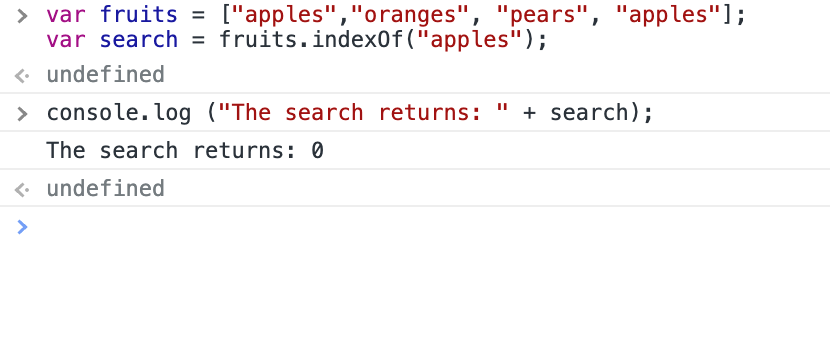 var fruits = ["apples","oranges", "pears", "apples"];
var search = fruits.indexOf("apples");
undefined
console.log ("The search returns: " + search);
The search returns: 0
undefined